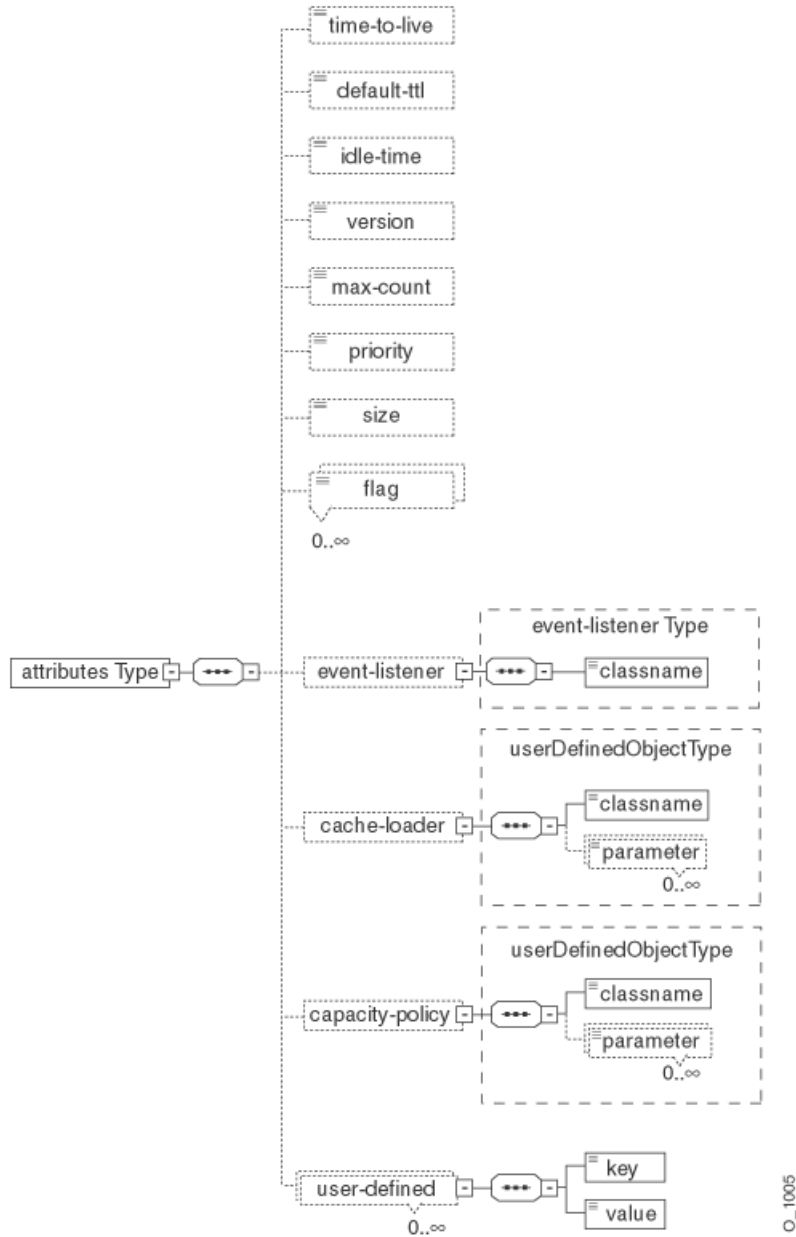 time-to-live
default-ttl
idle-time
version
max-count
priority
size
flag
0..∞
attributes Type
event-listener
event-listener Type
classname
cache-loader
userDefinedObjectType
classname
parameter
0..∞
capacity-policy
userDefinedObjectType
classname
parameter
0..∞
user-defined
0..∞
key
value
O_1005